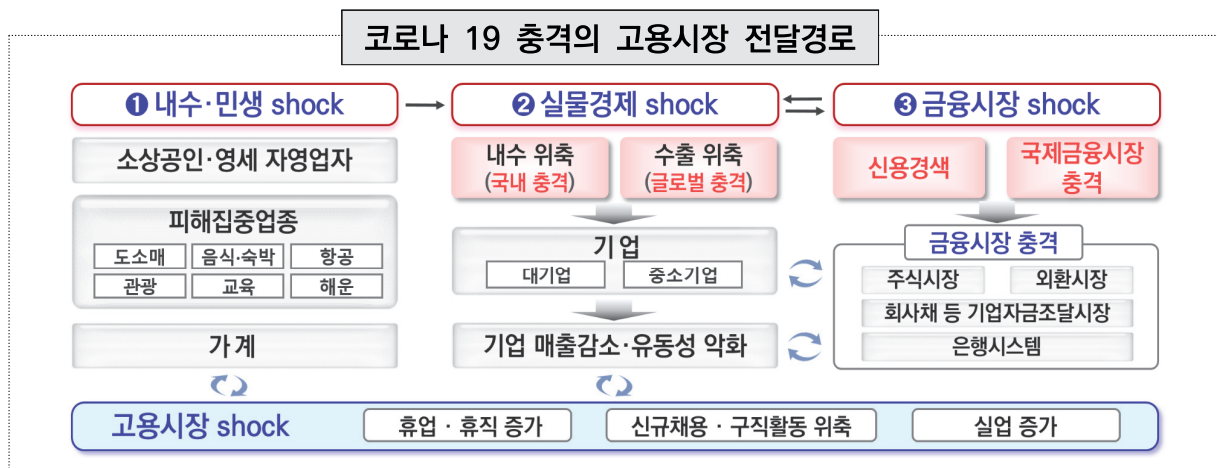 코로나 19 충격의 고용시장 전달경로
❶ 내수·민생 shock
❷ 실물경제 shock
❸ 금융시장 shock
소상공인·영세 자영업자
피해집중업종
도소매 음식·숙박 항공
관광 교육 해운
가계
내수 위축
(국내 충격)
수출 위축
(글로벌 충격)
기업
대기업 중소기업
기업 매출감소·유동성 악화
신용경색
국제금융시장
충격
금융시장 충격
주식시장 외환시장
회사채 등 기업자금조달시장
은행시스템
고용시장 shock 휴업 · 휴직 증가 신규채용 · 구직활동 위축 실업 증가